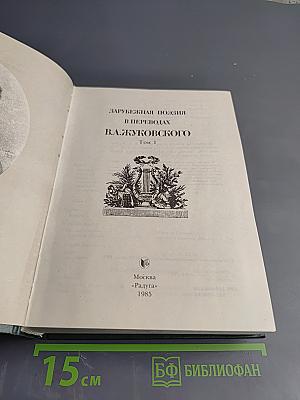 ЗАРУБЕЖНАЯ ПОЭЗИЯ
В ПЕРЕВОДАХ
В.А.ЖУКОВСКОГО
Том 1
Москва
«Радуга»
1985
15 см
БФ БИБЛИОФАН